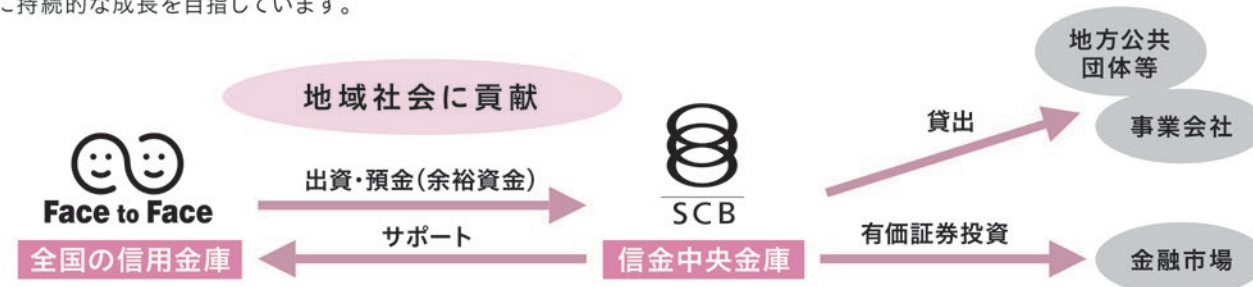 に持続的な成長を目指しています。
地域社会に貢献
Face to Face
全国の信用金庫
出資・預金(余裕資金)
サポート
SCB
信金中央金庫
貸出
有価証券投資
地方公共
団体等
事業会社
金融市場